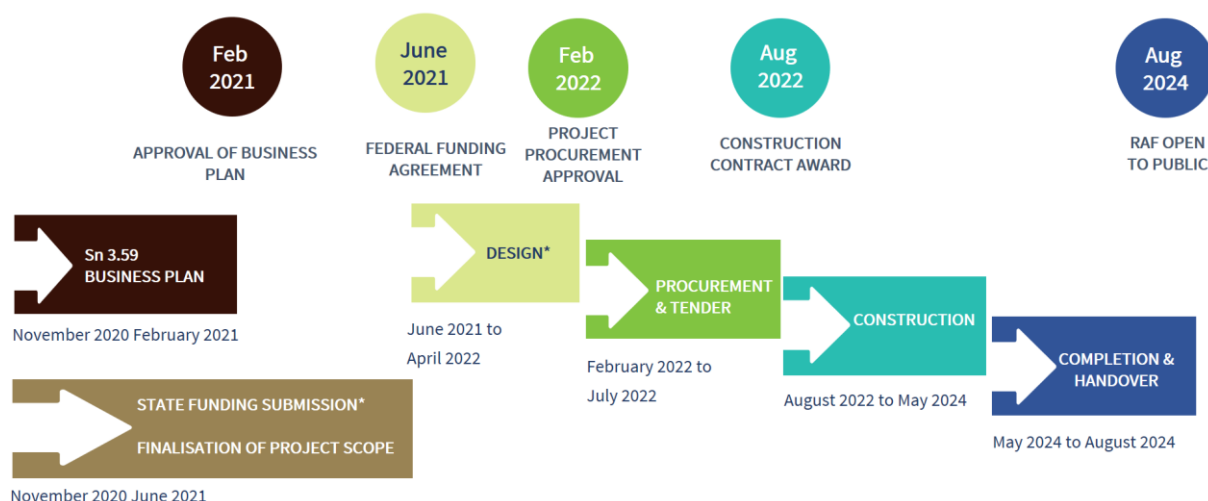 Feb
2021
June
2021
Feb
2022
Aug
2022
Aug
2024
APPROVAL OF BUSINESS
PLAN
FEDERAL FUNDING
AGREEMENT
PROJECT
PROCUREMENT
APPROVAL
CONSTRUCTION
CONTRACT AWARD
RAF OPEN
TO PUBLIC
Sn 3.59
BUSINESS PLAN
November 2020 February 2021
DESIGN*
June 2021 to
April 2022
PROCUREMENT
& TENDER
February 2022 to
July 2022
CONSTRUCTION
August 2022 to May 2024
COMPLETION &
HANDOVER
May 2024 to August 2024
STATE FUNDING SUBMISSION*
FINALISATION OF PROJECT SCOPE
November 2020 June 2021